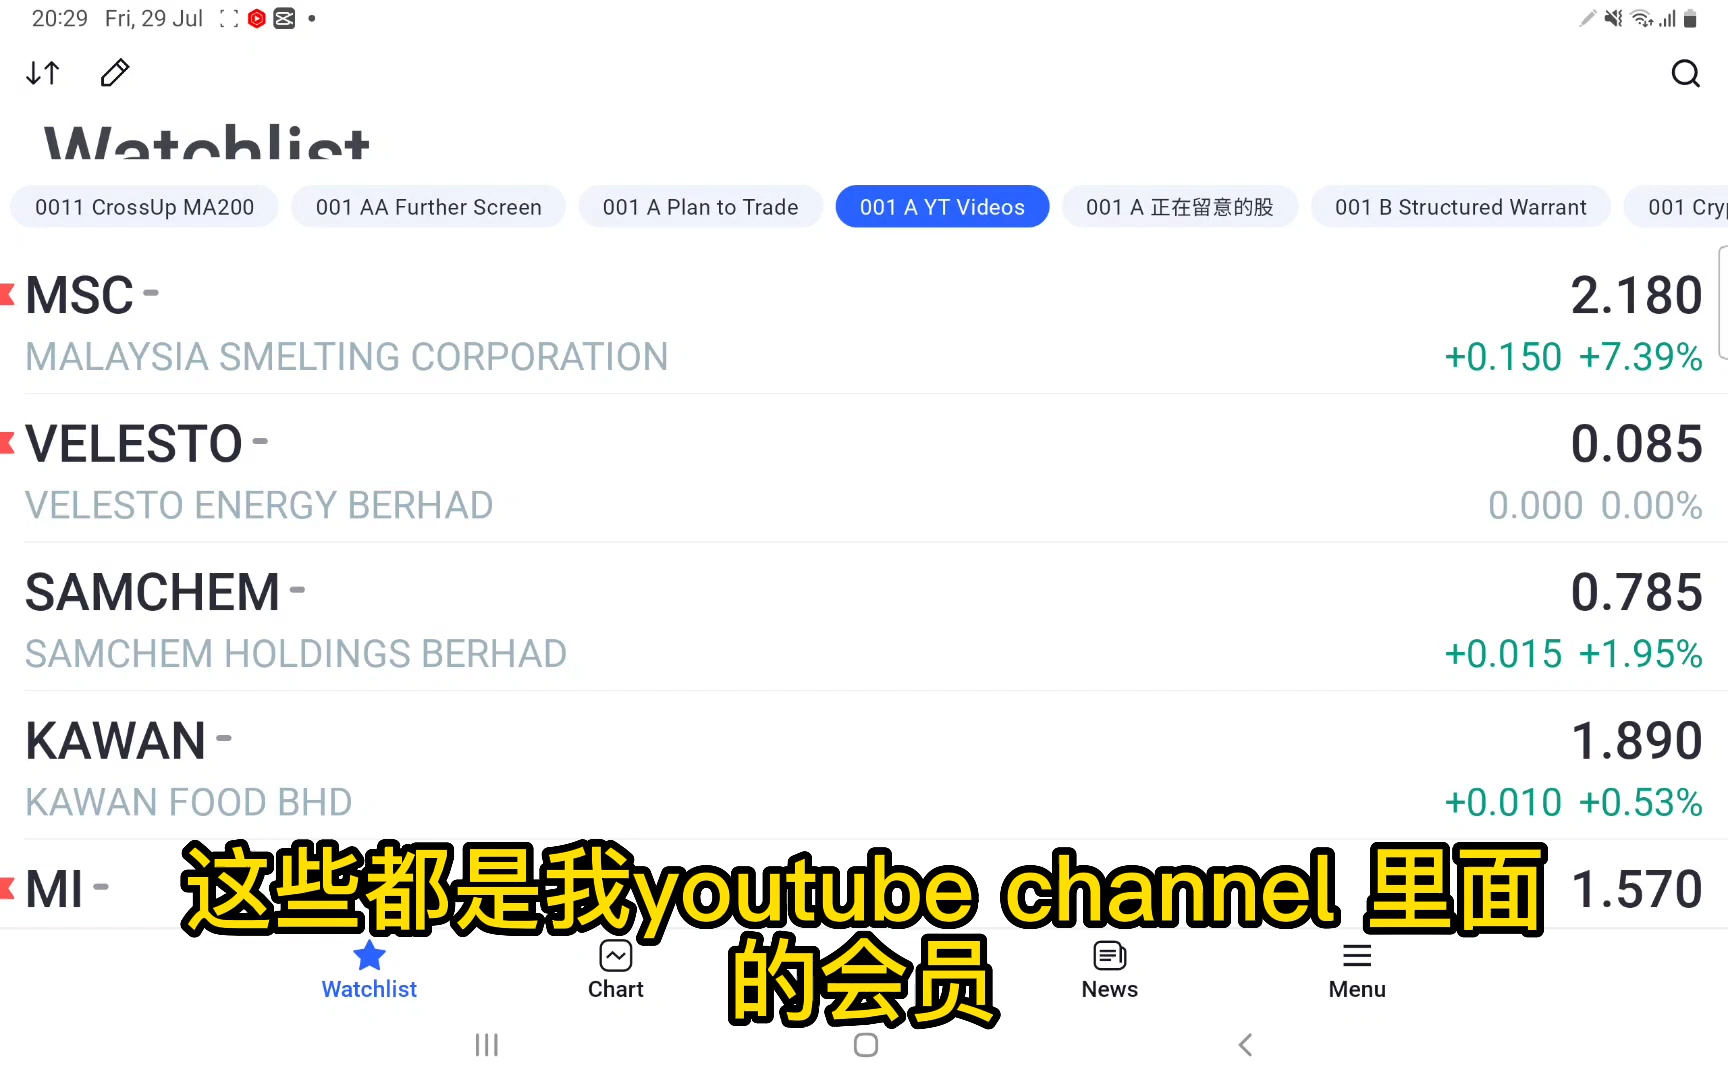 20:29 Fri, 29 Jul
Watchlist
0011 CrossUp MA200 001 AA Further Screen 001 A Plan to Trade 001 A YT Videos 001 A 正在留意的股 001 B Structured Warrant 001 Cry
MSC 2.180
MALAYSIA SMELTING CORPORATION +0.150 +7.39%
VELESTO 0.085
VELESTO ENERGY BERHAD 0.000 0.00%
SAMCHEM 0.785
SAMCHEM HOLDINGS BERHAD +0.015 +1.95%
KAWAN 1.890
KAWAN FOOD BHD +0.010 +0.53%
MI 1.570
这些都是我youtube channel 里面
的会员
Watchlist Chart News Menu